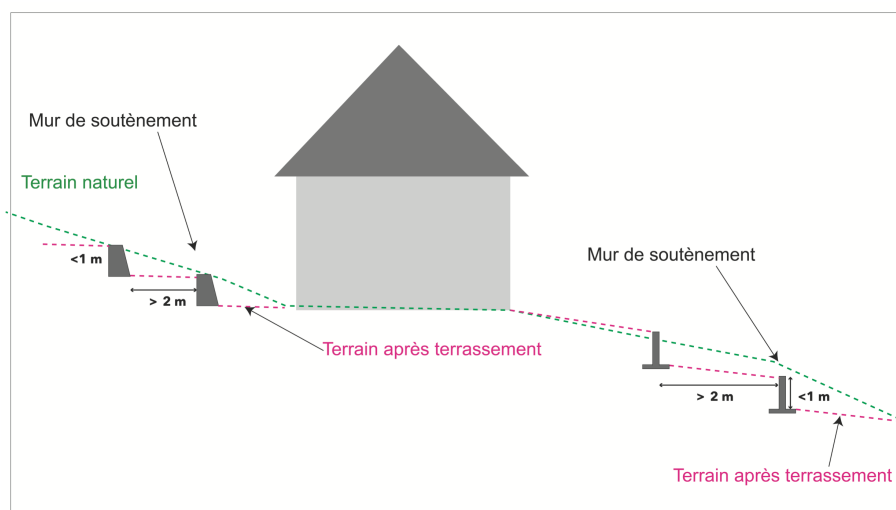 Mur de soutènement
Terrain naturel
<1 m
> 2 m
Mur de soutènement
Terrain après terrassement
> 2 m
<1 m
Terrain après terrassement